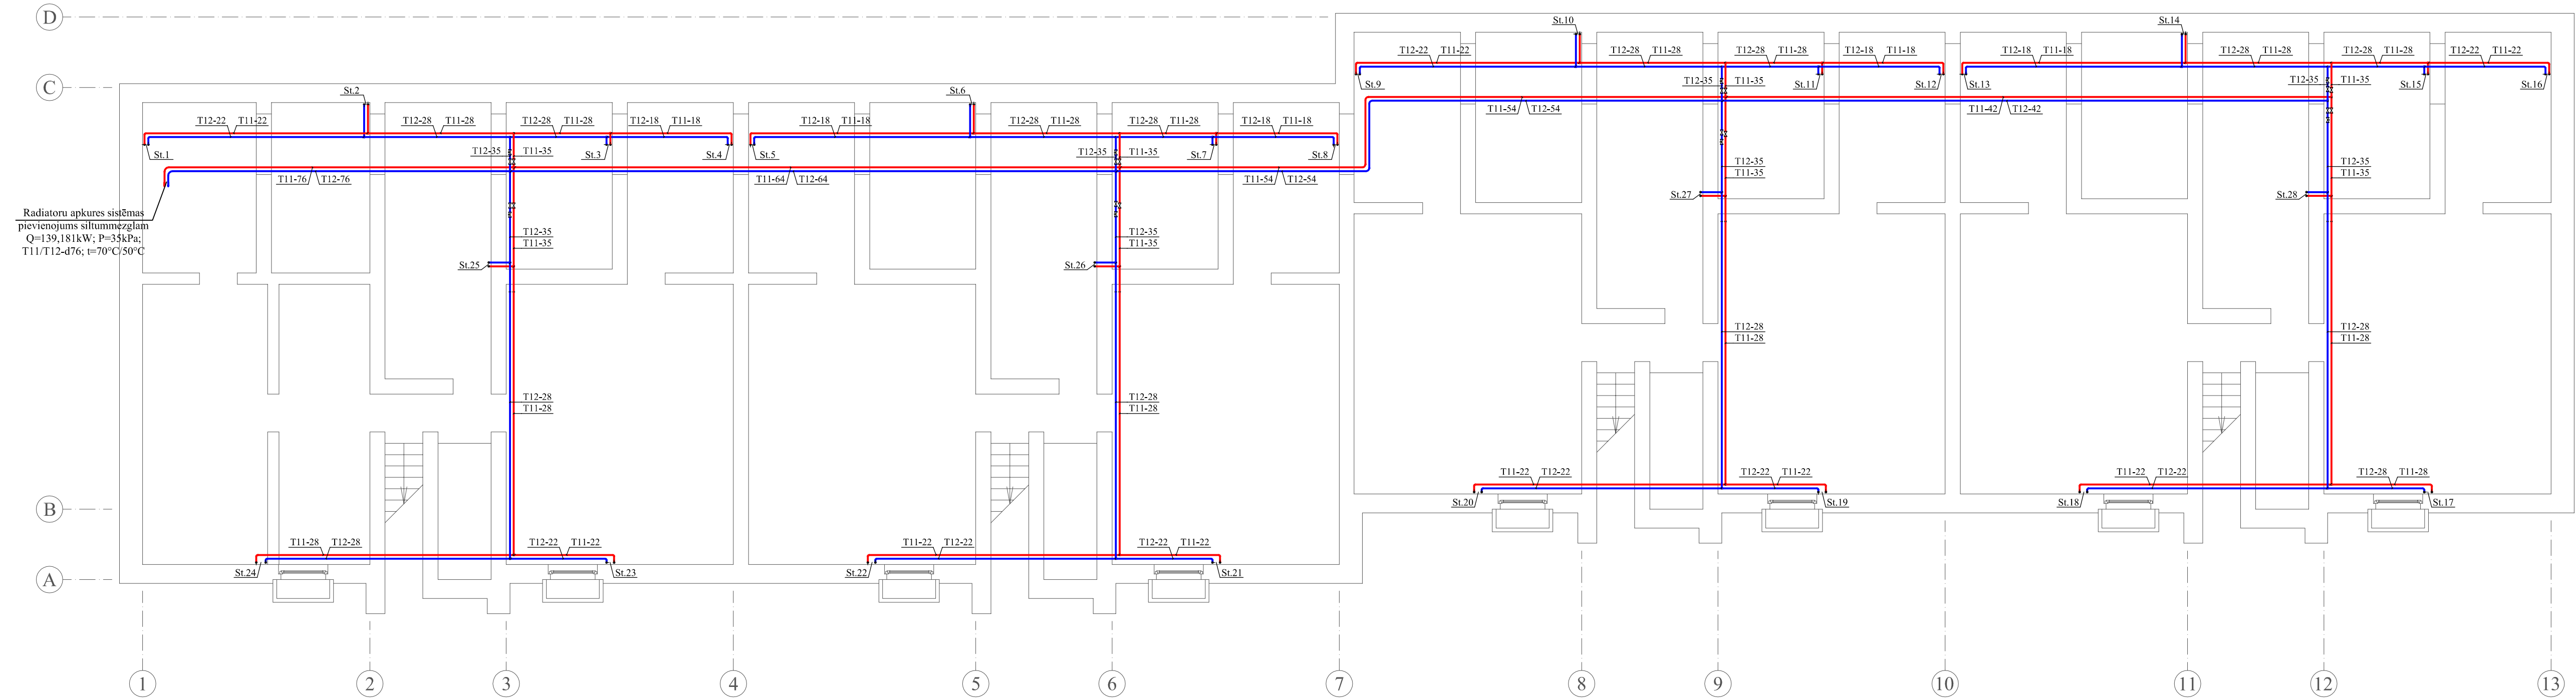 D
St.10
St.14
T12-22 T11-22
T12-28 T11-28
T12-28 T11-28
T12-18 T11-18
T12-18 T11-18
T12-28 T11-28
T12-28 T11-28
T12-22 T11-22
C
St.9
T12-35 T11-35
St.11
St.12
St.13
T12-35 T11-35
St.15
St.16
St.2
St.6
T11-54 T12-54
T11-42 T12-42
T12-22 T11-22
T12-28 T11-28
T12-28 T11-28
T12-18 T11-18
T12-18 T11-18
T12-28 T11-28
T12-28 T11-28
T12-18 T11-18
St.1
T12-35 T11-35
St.3
St.4
St.5
T12-35 T11-35
St.7
St.8
T12-35
T11-35
T12-35
T11-35
T11-76 T12-76
T11-64 T12-64
T11-54 T12-54
St.27
St.28
Radiatoru apkures sistēmas
pievienojums siltummezglam
Q=139,181kW; P=35kPa;
T11/T12-d76; t=70°C/50°C
T12-35
T11-35
T12-35
T11-35
St.25
St.26
T12-28
T11-28
T12-28
T11-28
T12-28
T11-28
T12-28
T11-28
T11-22 T12-22
T12-22 T11-22
T11-22 T12-22
T12-28 T11-28
St.20
St.19
St.18
St.17
B
T11-28 T12-28
T12-22 T11-22
T11-22 T12-22
T12-22 T11-22
St.24
St.23
St.22
St.21
A
1 2 3 4 5 6 7 8 9 10 11 12 13